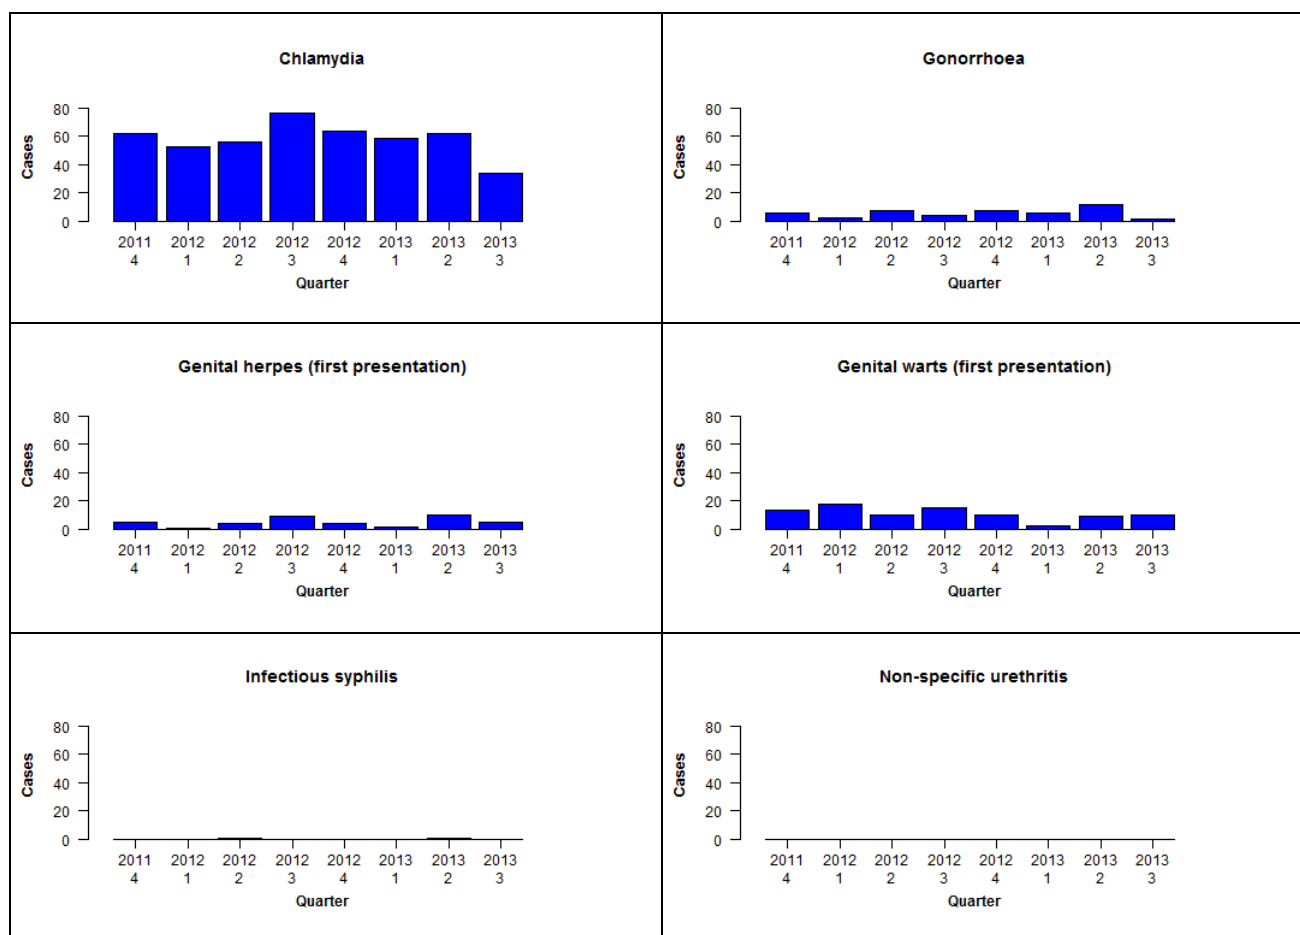 Chlamydia
Cases
80
60
40
20
0
2011 2012 2012 2012 2012 2013 2013 2013
4 1 2 3 4 1 2 3
Quarter
Gonorrhoea
Cases
80
60
40
20
0
2011 2012 2012 2012 2012 2013 2013 2013
4 1 2 3 4 1 2 3
Quarter
Genital herpes (first presentation)
Cases
80
60
40
20
0
2011 2012 2012 2012 2012 2013 2013 2013
4 1 2 3 4 1 2 3
Quarter
Genital warts (first presentation)
Cases
80
60
40
20
0
2011 2012 2012 2012 2012 2013 2013 2013
4 1 2 3 4 1 2 3
Quarter
Infectious syphilis
Cases
80
60
40
20
0
2011 2012 2012 2012 2012 2013 2013 2013
4 1 2 3 4 1 2 3
Quarter
Non-specific urethritis
Cases
80
60
40
20
0
2011 2012 2012 2012 2012 2013 2013 2013
4 1 2 3 4 1 2 3
Quarter